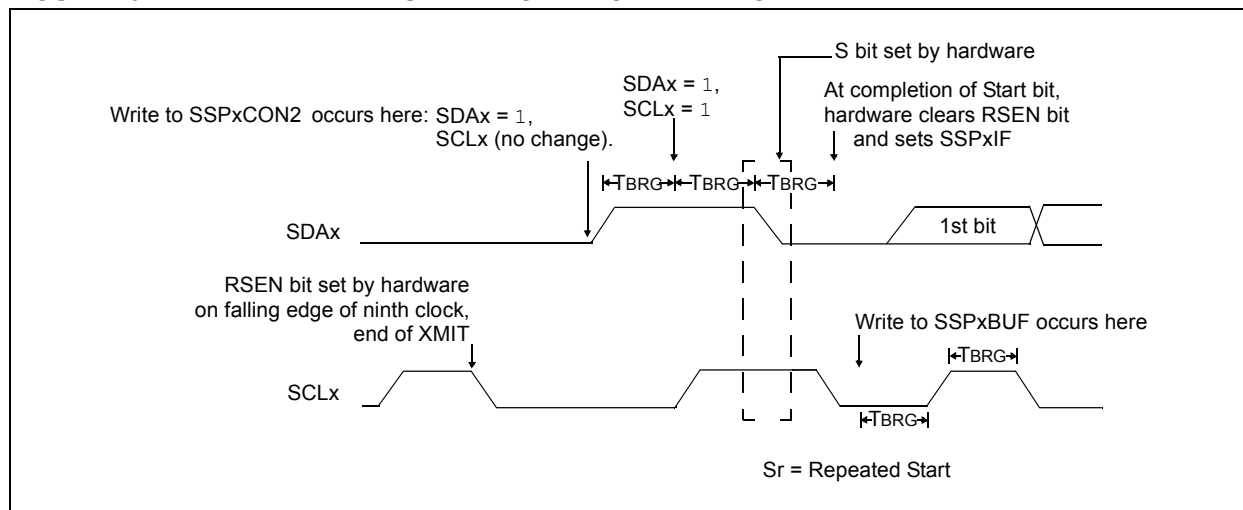 S bit set by hardware
SDAx = 1,
SCLx = 1
At completion of Start bit,
hardware clears RSEN bit
and sets SSPxIF
Write to SSPxCON2 occurs here: SDAx = 1,
SCLx (no change).
TBRG
TBRG
TBRG
SDAx
1st bit
RSEN bit set by hardware
on falling edge of ninth clock,
end of XMIT
Write to SSPxBUF occurs here
TBRG
SCLx
TBRG
Sr = Repeated Start